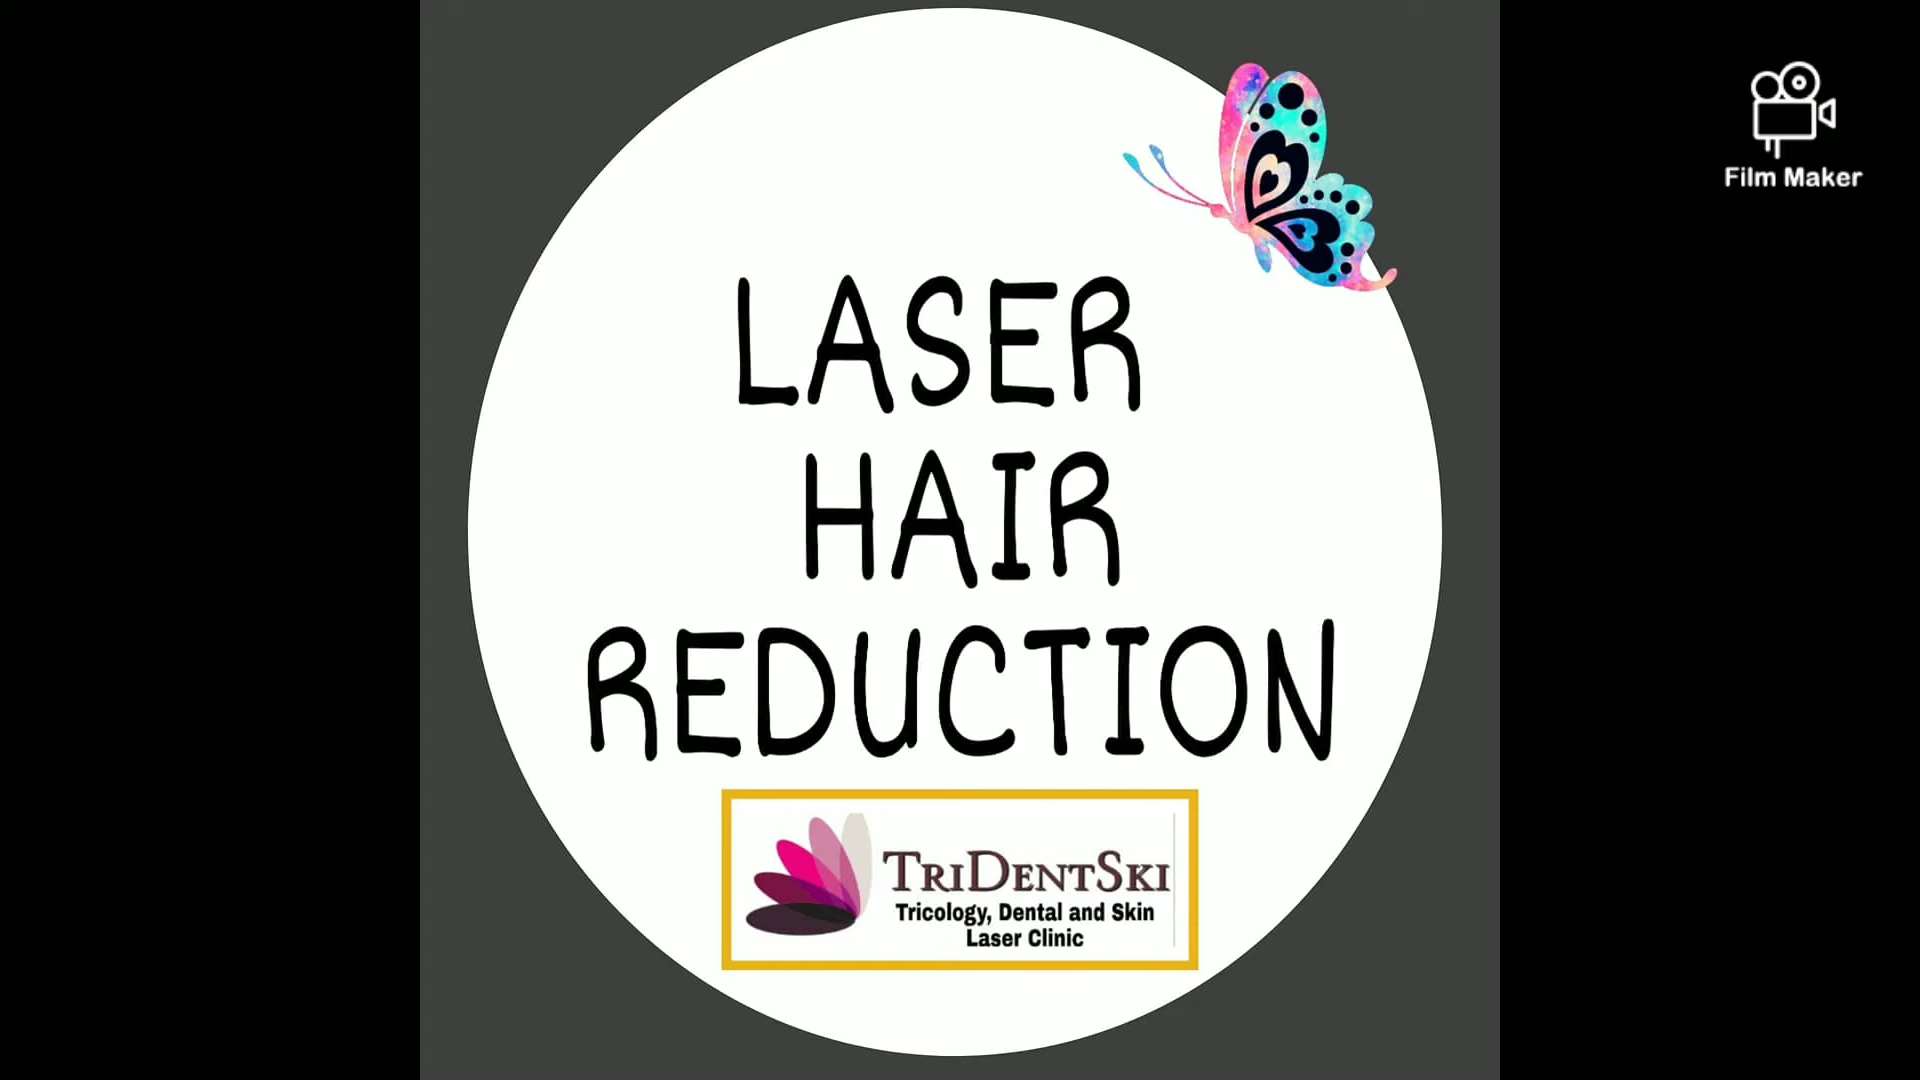 Film Maker
LASER
HAIR
REDUCTION
TRIDENTSKI
Tricology, Dental and Skin
Laser Clinic